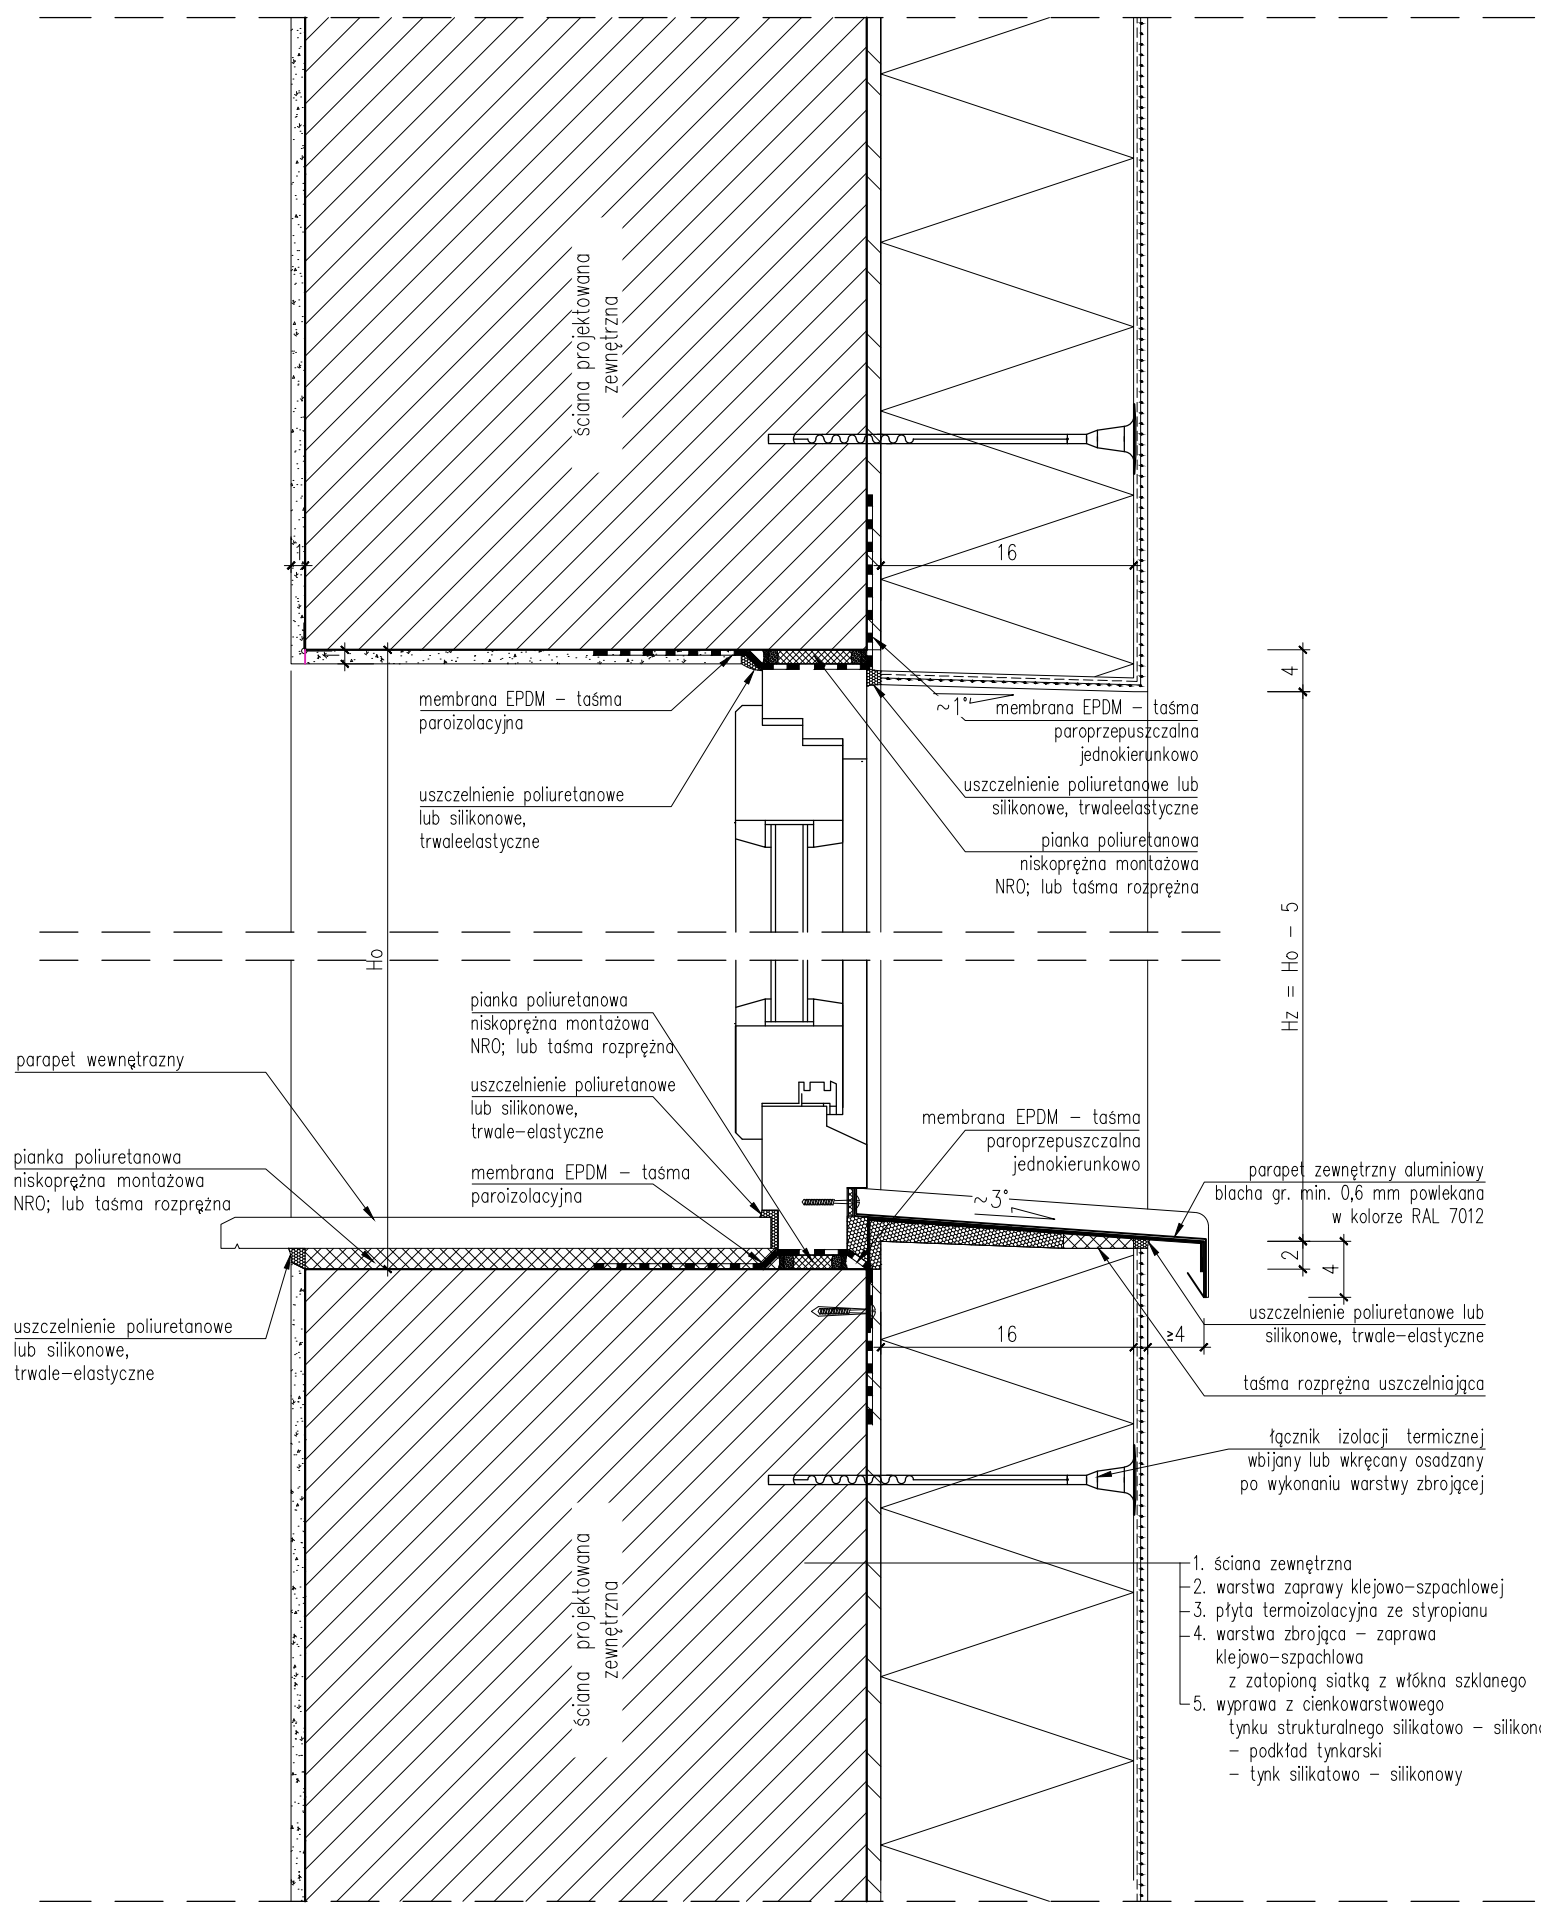 ściana projektowana
zewnętrzna
1
16
4
1
membrana EPDM – taśma
paroizolacyjna
~1°
membrana EPDM – taśma
paroprzepuszczalna
jednokierunkowo
uszczelnienie poliuretanowe
lub silikonowe,
trwaleelastyczne
uszczelnienie poliuretanowe lub
silikonowe, trwaleelastyczne
pianka poliuretanowa
niskoprężna montażowa
NRO; lub taśma rozprężna
Ho
Hz = Ho – 5
pianka poliuretanowa
niskoprężna montażowa
NRO; lub taśma rozprężna
parapet wewnętrazny
uszczelnienie poliuretanowe
lub silikonowe,
trwale–elastyczne
membrana EPDM – taśma
paroprzepuszczalna
jednokierunkowo
pianka poliuretanowa
niskoprężna montażowa
NRO; lub taśma rozprężna
membrana EPDM – taśma
paroizolacyjna
~3°
parapet zewnętrzny aluminiowy
blacha gr. min. 0,6 mm powlekana
w kolorze RAL 7012
2
4
uszczelnienie poliuretanowe
lub silikonowe,
trwale–elastyczne
16
≥4
uszczelnienie poliuretanowe lub
silikonowe, trwale–elastyczne
taśma rozprężna uszczelniająca
łącznik izolacji termicznej
wbijany lub wkręcany osadzany
po wykonaniu warstwy zbrojącej
ściana projektowana
zewnętrzna
1. ściana zewnętrzna
2. warstwa zaprawy klejowo–szpachlowej
3. płyta termoizolacyjna ze styropianu
4. warstwa zbrojąca – zaprawa
klejowo–szpachlowa
z zatopioną siatką z włókna szklanego
5. wyprawa z cienkowarstwowego
tynku strukturalnego silikatowo –
– podkład tynkarski
– tynk silikatowo – silikonowy